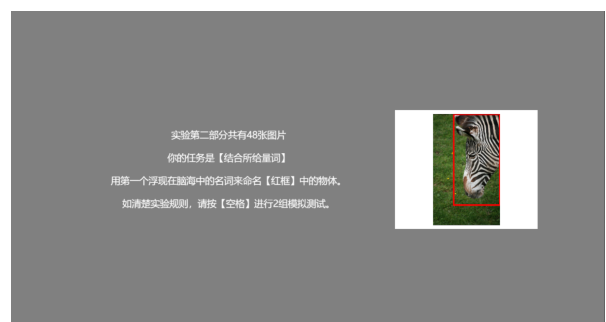 实验第二部分共有48张图片
你的任务是【结合所给量词】
用第一个浮现在脑海中的名词来命名【红框】中的物体。
如清楚实验规则，请按【空格】进行2组模拟测试。